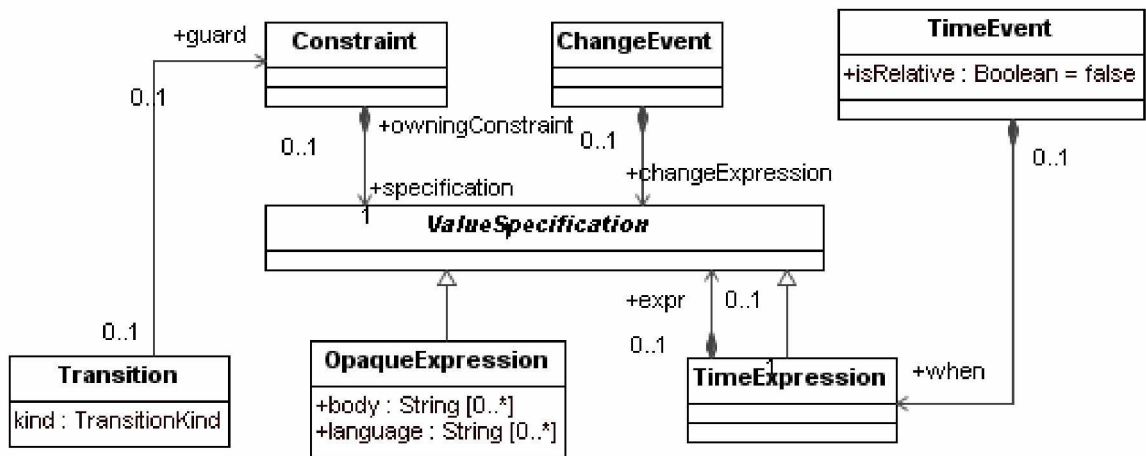 +guard
0..1
Constraint
0..1
+owningConstraint
+specification
1
ChangeEvent
0..1
+changeExpression
TimeEvent
+isRelative : Boolean = false
0..1
ValueSpecification
+expr
0..1
0..1
0..1
Transition
kind : TransitionKind
OpaqueExpression
+body : String [0..*]
+language : String [0..*]
1
TimeExpression
+when